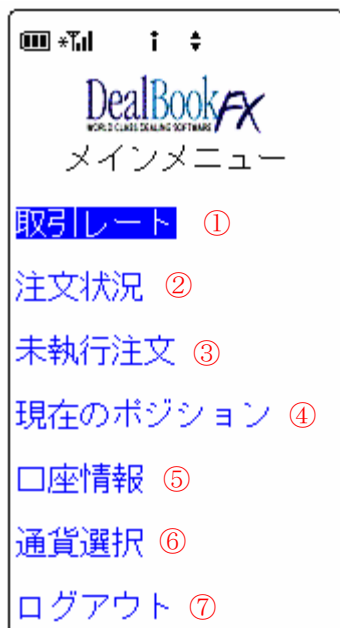 DealBook FX
WORLD CLASS DEALING SOFTWARE
メインメニュー
取引レート ①
注文状況 ②
未執行注文 ③
現在のポジション ④
口座情報 ⑤
通貨選択 ⑥
ログアウト ⑦